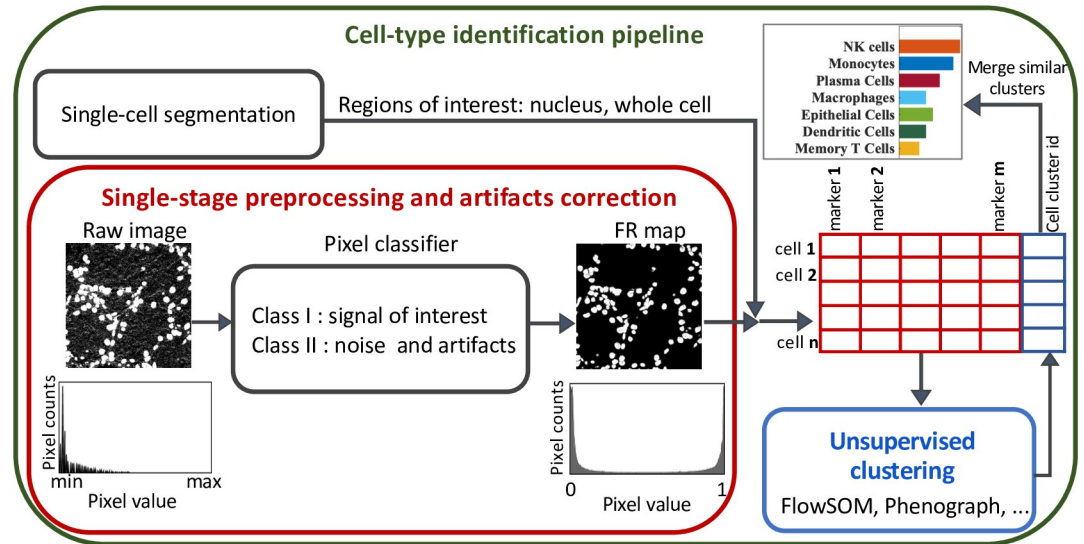 Cell-type identification pipeline
Single-cell segmentation
Regions of interest: nucleus, whole cell
NK cells
Monocytes
Plasma Cells
Macrophages
Epithelial Cells
Dendritic Cells
Memory T Cells
Merge similar
clusters
Single-stage preprocessing and artifacts correction
Raw image
Pixel classifier
FR map
Class I : signal of interest
Class II : noise and artifacts
Pixel counts
min
max
Pixel value
Pixel counts
0
1
Pixel value
marker 1
marker 2
marker m
Cell cluster id
cell 1
cell 2
cell n
Unsupervised
clustering
FlowSOM, Phenograph, ...